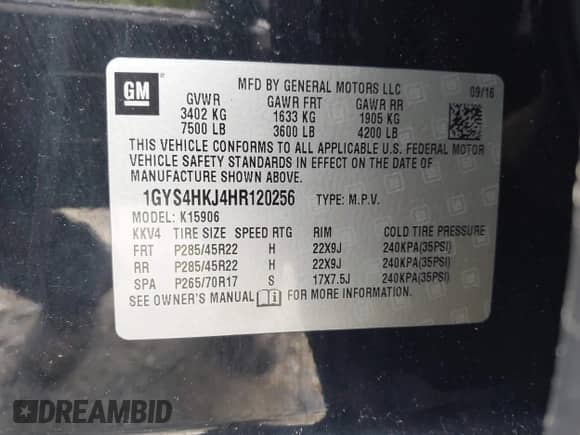 GM
MFD BY GENERAL MOTORS LLC 09/16
GVWR GAWR FRT GAWR RR
3402 KG 1633 KG 1905 KG
7500 LB 3600 LB 4200 LB
THIS VEHICLE CONFORMS TO ALL APPLICABLE U.S. FEDERAL MOTOR
VEHICLE SAFETY STANDARDS IN EFFECT ON THE DATE OF
MANUFACTURE SHOWN ABOVE.
1GYS4HKJ4HR120256 TYPE: M.P.V.
MODEL: K15906
KKV4 TIRE SIZE SPEED RTG RIM COLD TIRE PRESSURE
FRT P285/45R22 H 22X9J 240KPA(35PSI)
RR P285/45R22 H 22X9J 240KPA(35PSI)
SPA P265/70R17 S 17X7.5J 240KPA(35PSI)
SEE OWNER'S MANUAL FOR MORE INFORMATION
DREAMBID